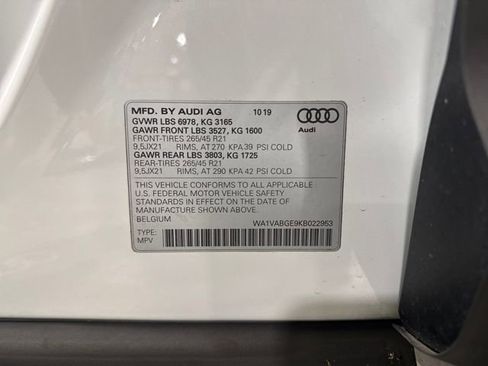 MFD. BY AUDI AG 10 19
GVWR LBS 6978, KG 3165
GAWR FRONT LBS 3527, KG 1600
FRONT-TIRES 265/45 R21
9,5JX21 RIMS, AT 270 KPA 39 PSI COLD
GAWR REAR LBS 3803, KG 1725
REAR-TIRES 265/45 R21
9,5JX21 RIMS, AT 290 KPA 42 PSI COLD
Audi
THIS VEHICLE CONFORMS TO ALL APPLICABLE
U.S. FEDERAL MOTOR VEHICLE SAFETY
STANDARDS IN EFFECT ON THE DATE OF
MANUFACTURE SHOWN ABOVE.
BELGIUM
WA1VABGE9KB022953
TYPE:
MPV